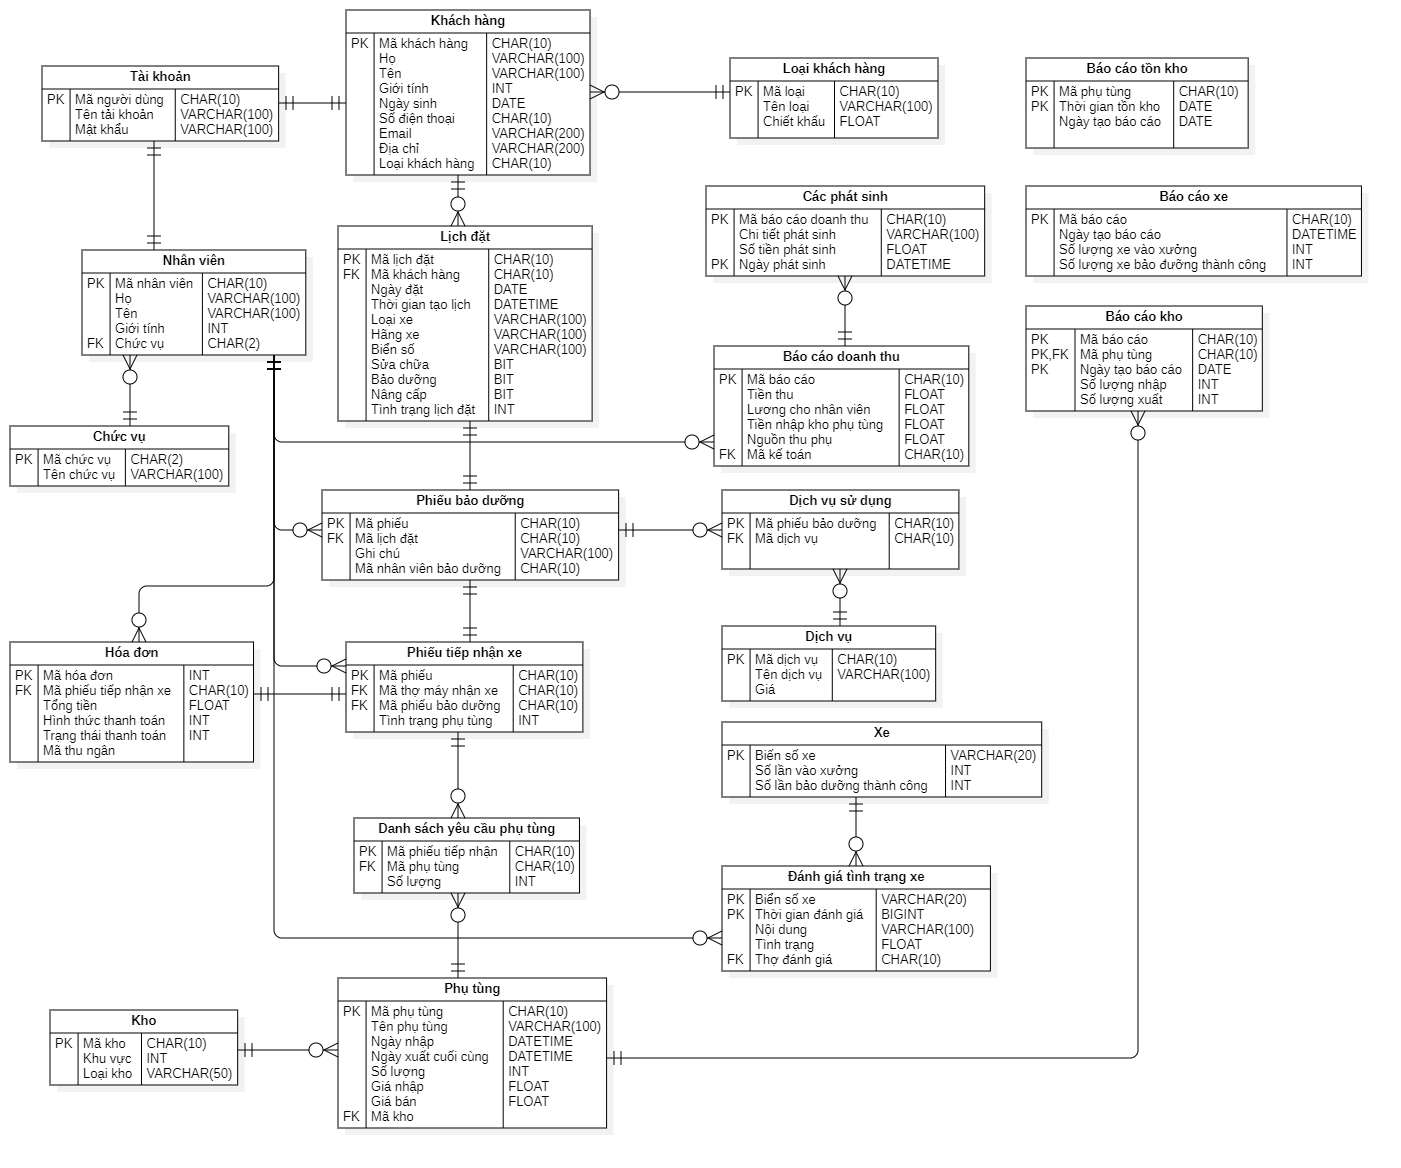 Khách hàng
PK Mã khách hàng CHAR(10)
Họ VARCHAR(100)
Tên VARCHAR(100)
Giới tính INT
Ngày sinh DATE
Số điện thoại CHAR(10)
Email VARCHAR(200)
Địa chỉ VARCHAR(200)
Loại khách hàng CHAR(10)
Tài khoản
PK Mã người dùng CHAR(10)
Tên tài khoản VARCHAR(100)
Mật khẩu VARCHAR(100)
Loại khách hàng
PK Mã loại CHAR(10)
Tên loại VARCHAR(100)
Chiết khấu FLOAT
Báo cáo tồn kho
PK Mã phụ tùng CHAR(10)
PK Thời gian tồn kho DATE
Ngày tạo báo cáo DATE
Các phát sinh
PK Mã báo cáo doanh thu CHAR(10)
Chi tiết phát sinh VARCHAR(100)
Số tiền phát sinh FLOAT
PK Ngày phát sinh DATETIME
Báo cáo xe
PK Mã báo cáo CHAR(10)
Ngày tạo báo cáo DATETIME
Số lượng xe vào xưởng INT
Số lượng xe bảo đưỡng thành công INT
Lịch đặt
PK Mã lịch đặt CHAR(10)
FK Mã khách hàng CHAR(10)
Ngày đặt DATE
Thời gian tạo lịch DATETIME
Loại xe VARCHAR(100)
Hãng xe VARCHAR(100)
Biển số VARCHAR(100)
Sửa chữa BIT
Bảo dưỡng BIT
Nâng cấp BIT
Tình trạng lịch đặt INT
Nhân viên
PK Mã nhân viên CHAR(10)
Họ VARCHAR(100)
Tên VARCHAR(100)
Giới tính INT
FK Chức vụ CHAR(2)
Báo cáo kho
PK Mã báo cáo CHAR(10)
PK,FK Mã phụ tùng CHAR(10)
PK Ngày tạo báo cáo DATE
Số lượng nhập INT
Số lượng xuất INT
Báo cáo doanh thu
PK Mã báo cáo CHAR(10)
Tiền thu FLOAT
Lương cho nhân viên FLOAT
Tiền nhập kho phụ tùng FLOAT
Nguồn thu phụ FLOAT
FK Mã kế toán CHAR(10)
Chức vụ
PK Mã chức vụ CHAR(2)
Tên chức vụ VARCHAR(100)
Phiếu bảo dưỡng
PK Mã phiếu CHAR(10)
FK Mã lịch đặt CHAR(10)
Ghi chú VARCHAR(100)
Mã nhân viên bảo dưỡng CHAR(10)
Dịch vụ sử dụng
PK Mã phiếu bảo dưỡng CHAR(10)
FK Mã dịch vụ CHAR(10)
Dịch vụ
PK Mã dịch vụ CHAR(10)
Tên dịch vụ VARCHAR(100)
Giá
Hóa đơn
PK Mã hóa đơn INT
FK Mã phiếu tiếp nhận xe CHAR(10)
Tổng tiền FLOAT
Hình thức thanh toán INT
Trạng thái thanh toán INT
Mã thu ngân
Phiếu tiếp nhận xe
PK Mã phiếu CHAR(10)
FK Mã thợ máy nhận xe CHAR(10)
FK Mã phiếu bảo dưỡng CHAR(10)
Tình trạng phụ tùng INT
Xe
PK Biển số xe VARCHAR(20)
Số lần vào xưởng INT
Số lần bảo dưỡng thành công INT
Danh sách yêu cầu phụ tùng
PK Mã phiếu tiếp nhận CHAR(10)
FK Mã phụ tùng CHAR(10)
Số lượng INT
Đánh giá tình trạng xe
PK Biển số xe VARCHAR(20)
PK Thời gian đánh giá BIGINT
Nội dung VARCHAR(100)
Tình trạng FLOAT
FK Thợ đánh giá CHAR(10)
Phụ tùng
PK Mã phụ tùng CHAR(10)
Tên phụ tùng VARCHAR(100)
Ngày nhập DATETIME
Ngày xuất cuối cùng DATETIME
Số lượng INT
Giá nhập FLOAT
Giá bán FLOAT
FK Mã kho
Kho
PK Mã kho CHAR(10)
Khu vực INT
Loại kho VARCHAR(50)